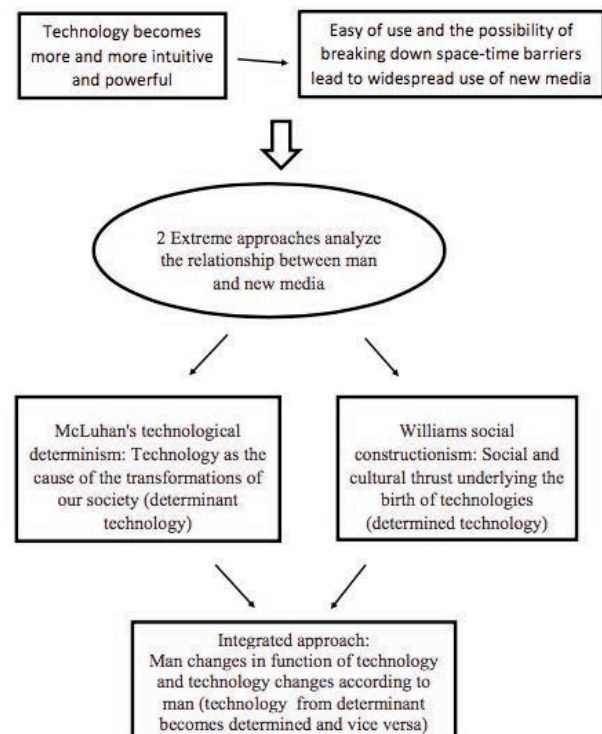 Technology becomes
more and more intuitive
and powerful
Easy of use and the possibility of
breaking down space-time barriers
lead to widespread use of new media
2 Extreme approaches analyze
the relationship between man
and new media
McLuhan's technological
determinism: Technology as the
cause of the transformations of
our society (determinant
technology)
Williams social
constructionism: Social and
cultural thrust underlying the
birth of technologies
(determined technology)
Integrated approach:
Man changes in function of technology
and technology changes according to
man (technology from determinant
becomes determined and vice versa)